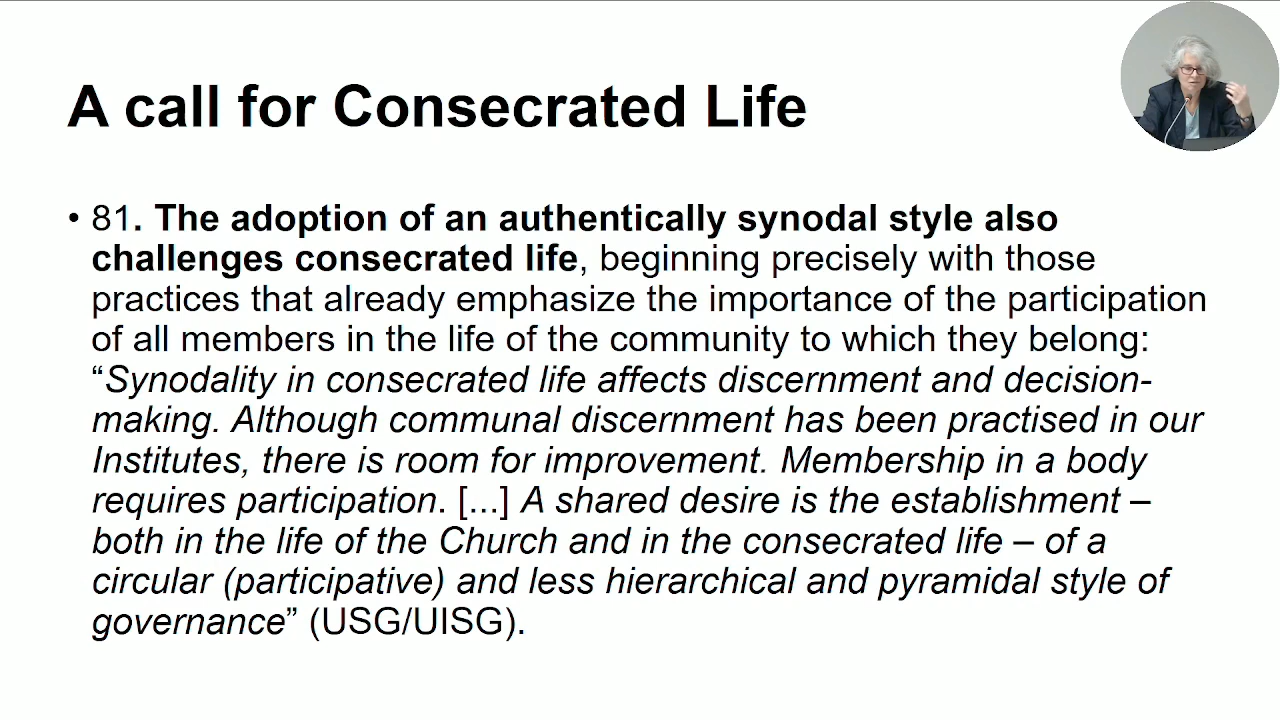 A call for Consecrated Life
• 81. The adoption of an authentically synodal style also
challenges consecrated life, beginning precisely with those
practices that already emphasize the importance of the participation
of all members in the life of the community to which they belong:
“Synodality in consecrated life affects discernment and decision-
making. Although communal discernment has been practised in our
Institutes, there is room for improvement. Membership in a body
requires participation. [...] A shared desire is the establishment –
both in the life of the Church and in the consecrated life – of a
circular (participative) and less hierarchical and pyramidal style of
governance” (USG/UISG).